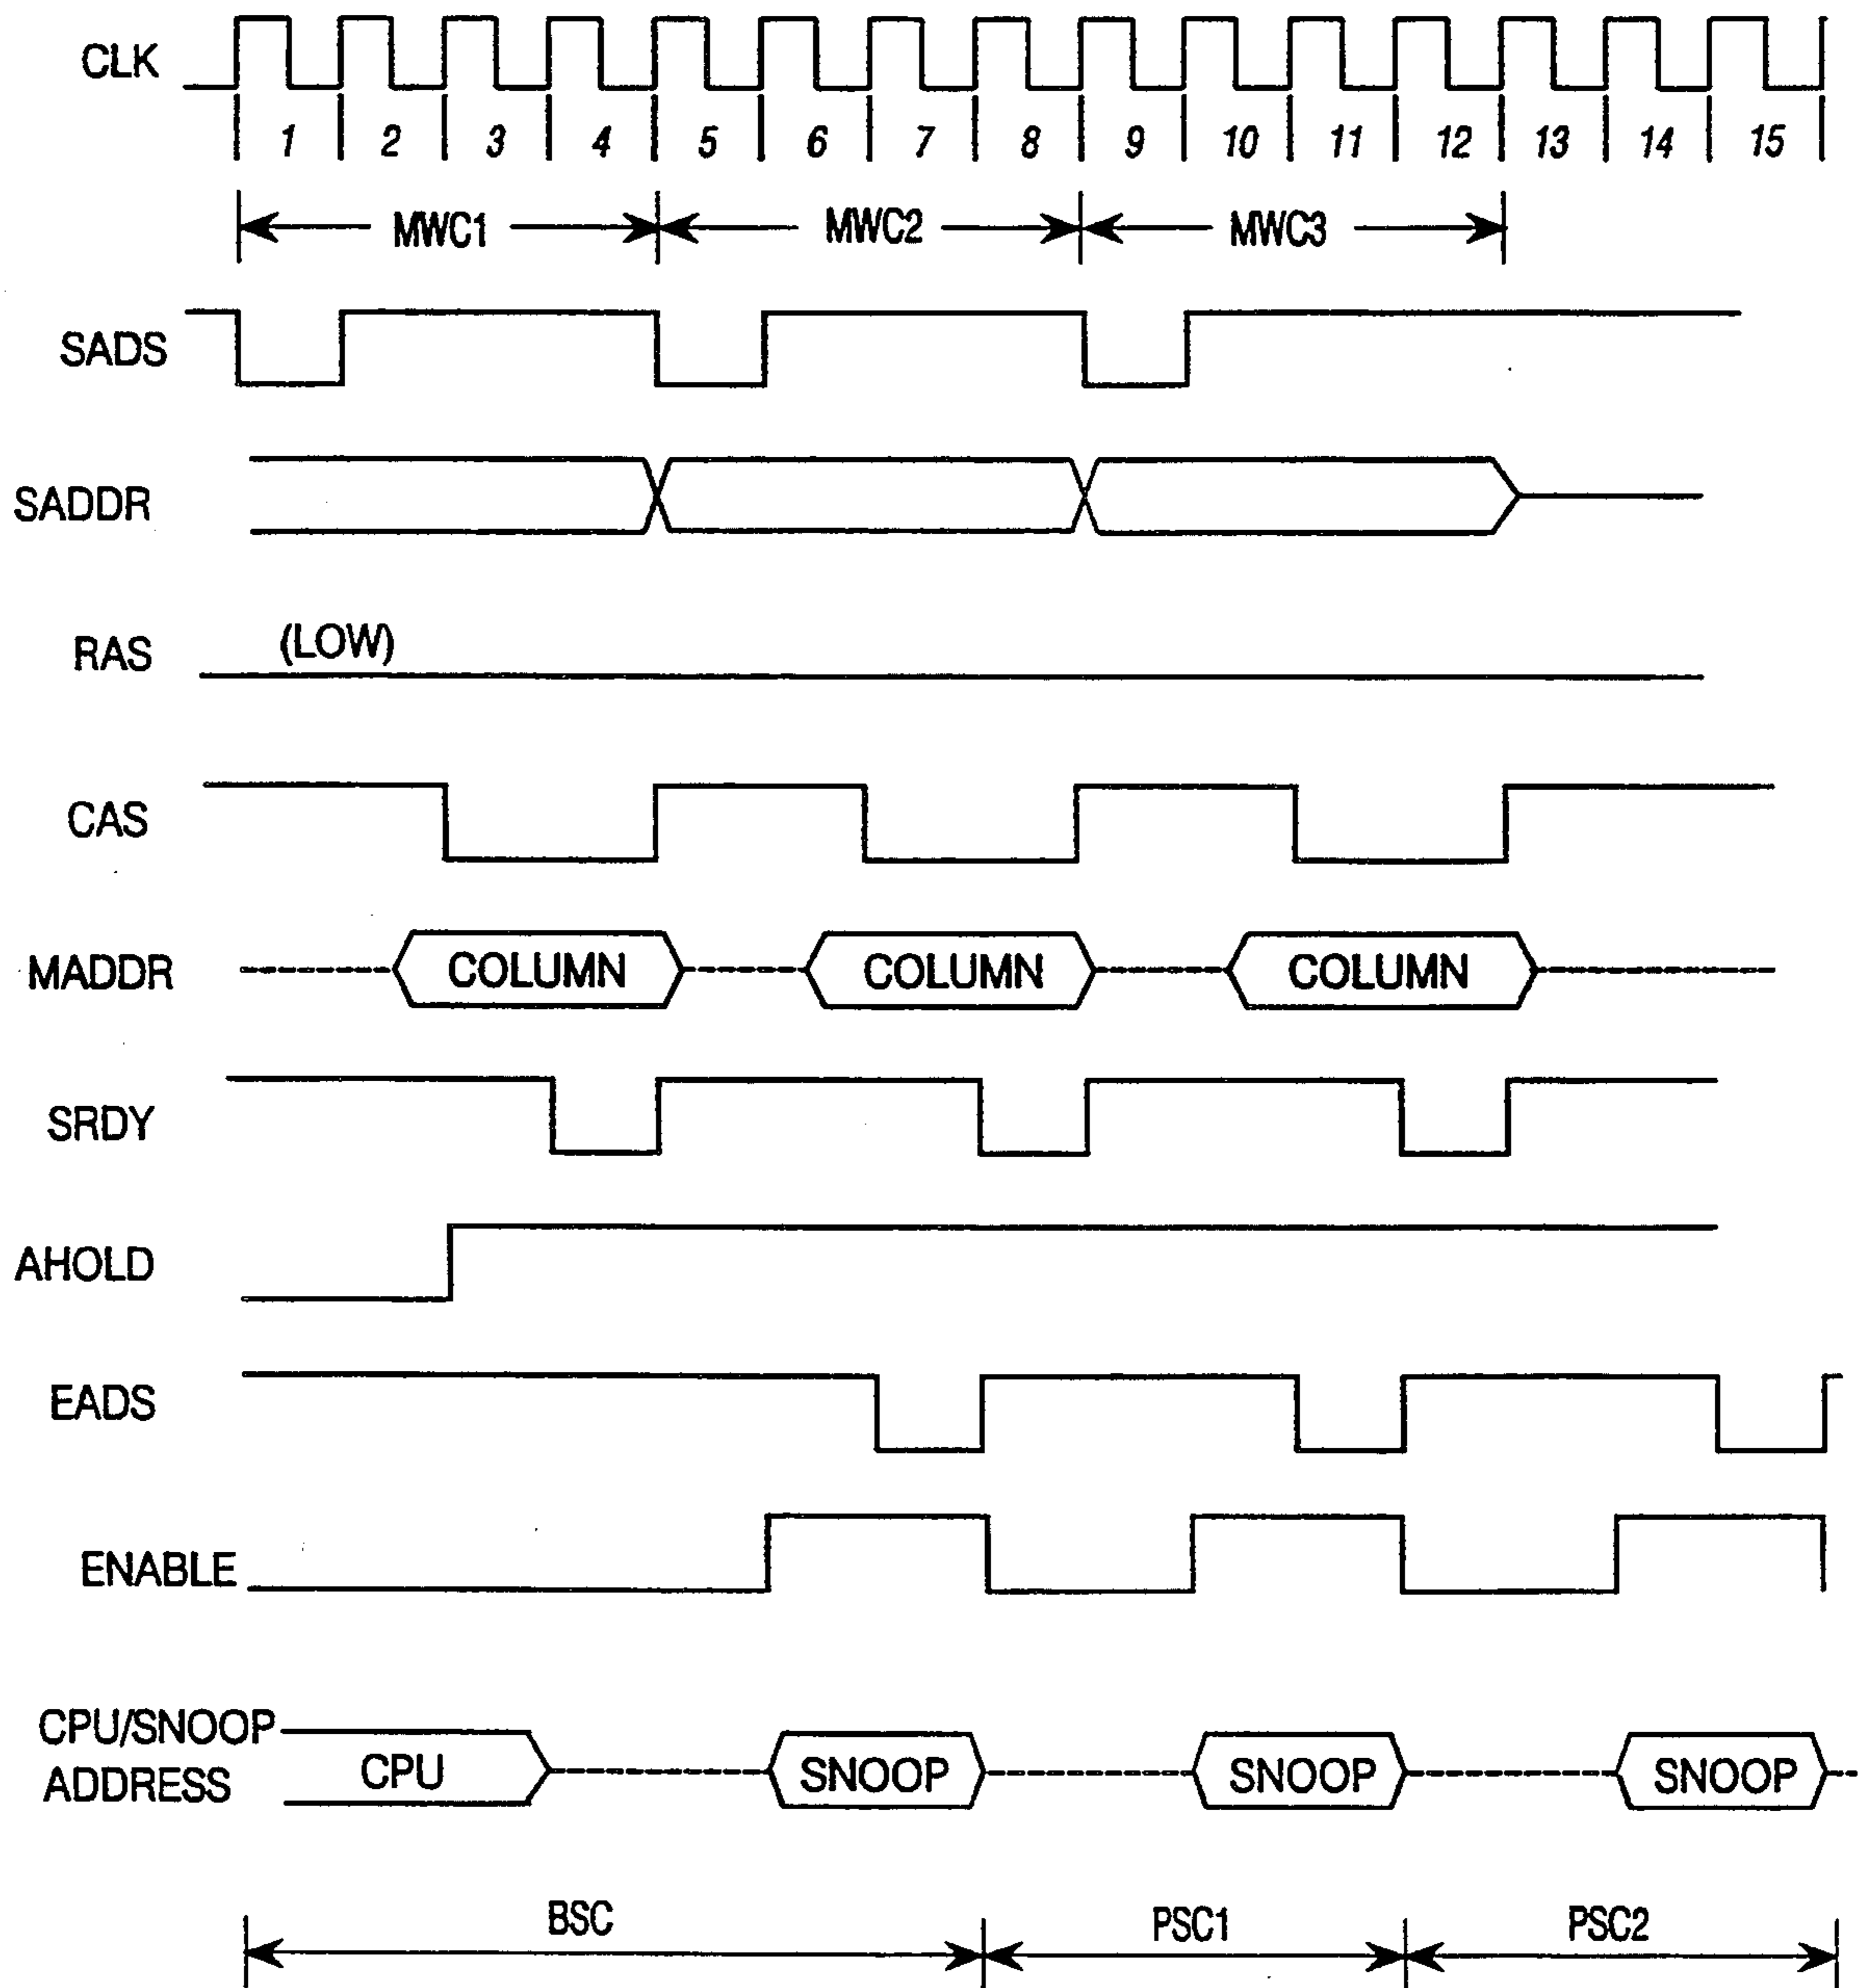 CLK
1 2 3 4 5 6 7 8 9 10 11 12 13 14 15
MWC1 MWC2 MWC3
SADS
SADDR
RAS (LOW)
CAS
MADDR COLUMN COLUMN COLUMN
SRDY
AHOLD
EADS
ENABLE
CPU/SNOOP
ADDRESS CPU SNOOP SNOOP SNOOP
BSC PSC1 PSC2